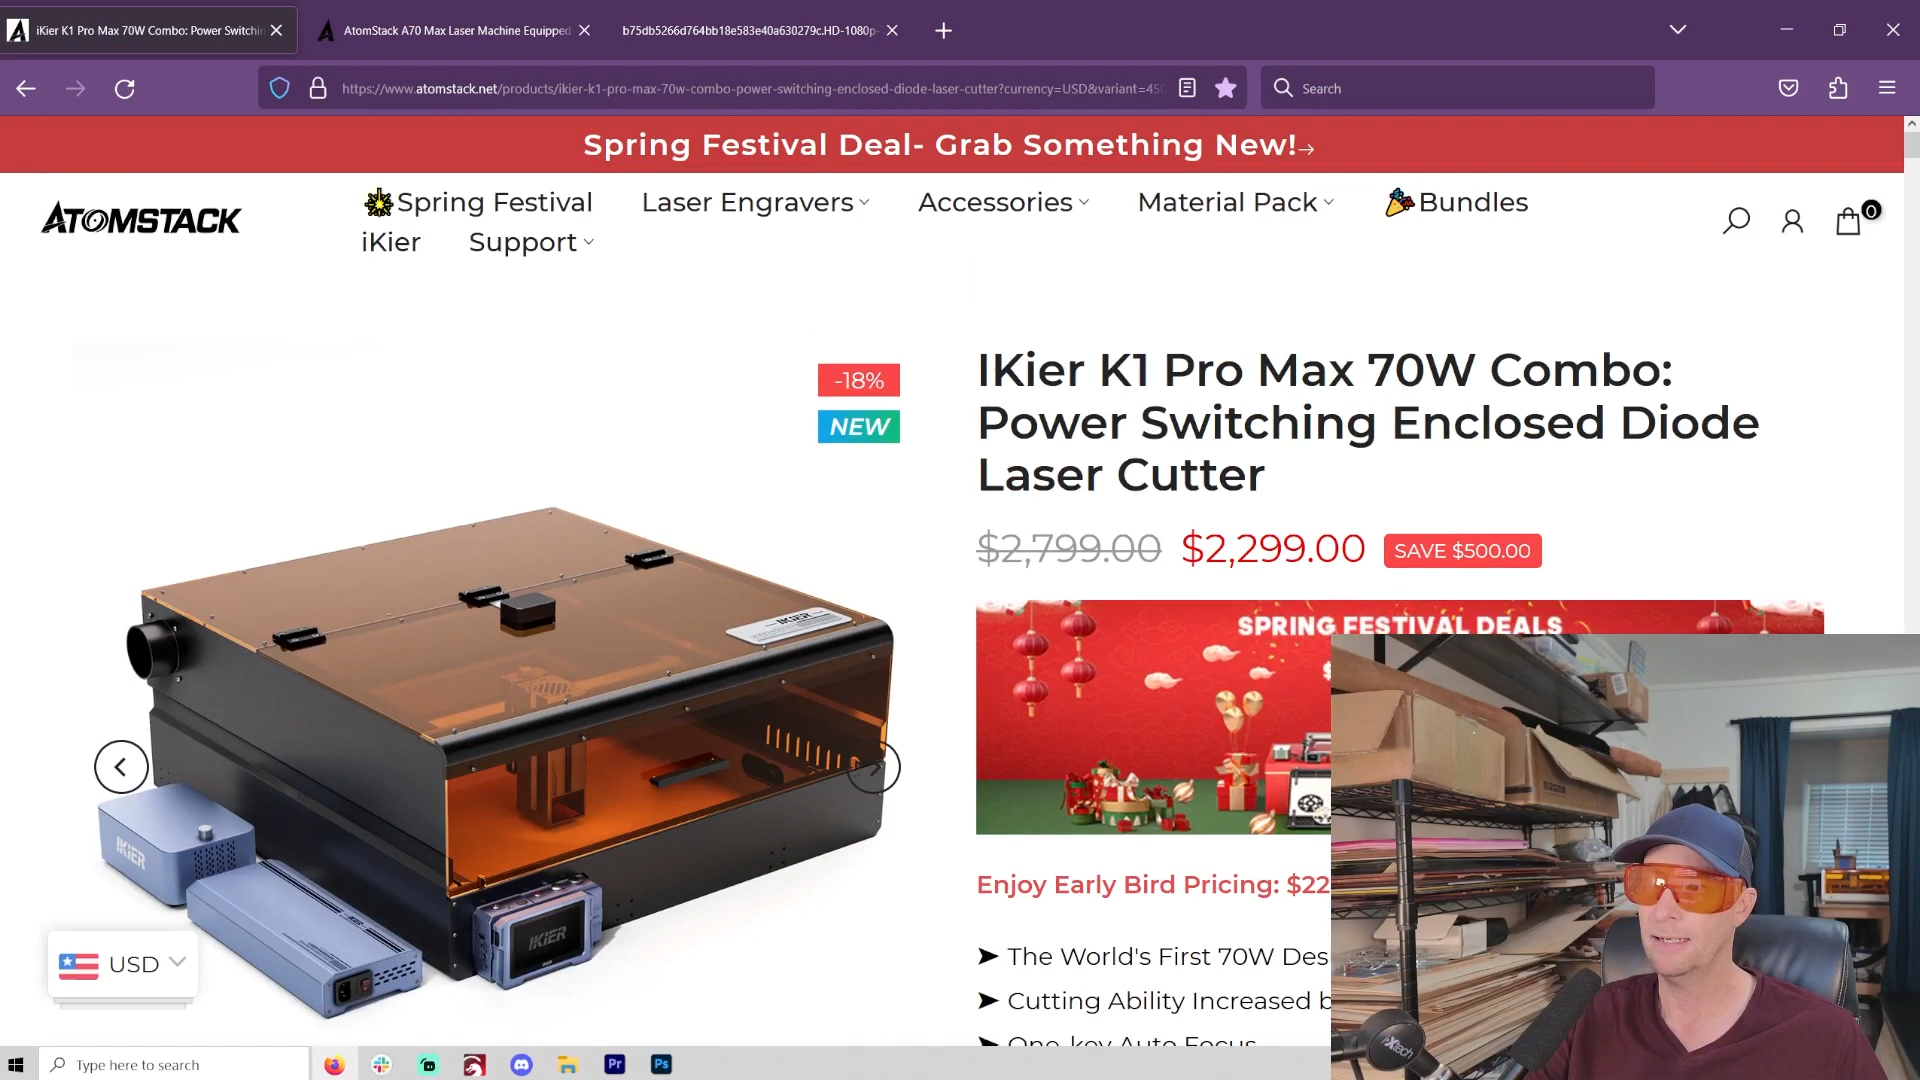 iKier K1 Pro Max 70W Combo: Power Switchin
AtomStack A70 Max Laser Machine Equipped
b75db5266d764bb18e583e40a630279c.HD-1080p-
https://www.atomstack.net/products/ikier-k1-pro-max-70w-combo-power-switching-enclosed-diode-laser-cutter?currency=USD&variant=450
Search
Spring Festival Deal- Grab Something New!→
ATOMSTACK
Spring Festival
Laser Engravers
Accessories
Material Pack
Bundles
iKier
Support
0
-18%
NEW
IKier K1 Pro Max 70W Combo:
Power Switching Enclosed Diode
Laser Cutter
$2,799.00 $2,299.00 SAVE $500.00
SPRING FESTIVAL DEALS
IKIER
IKIER
IKIER
Enjoy Early Bird Pricing: $22
➤ The World's First 70W Des
➤ Cutting Ability Increased b
➤ One-key Auto Focus
USD
Type here to search
Pr
Ps